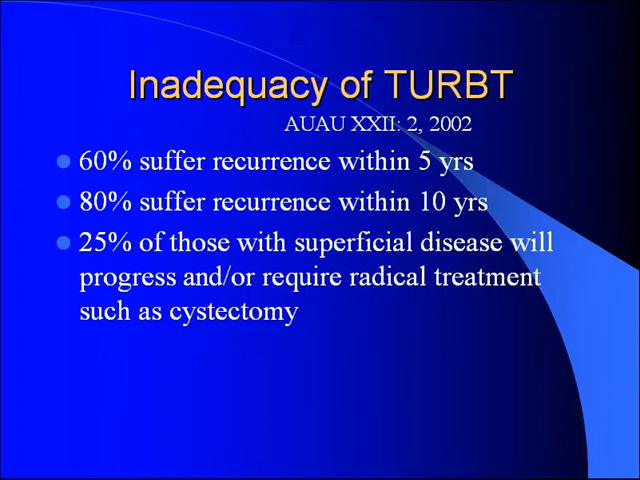 Inadequacy of TURBT
AUAU XXII: 2, 2002
60% suffer recurrence within 5 yrs
80% suffer recurrence within 10 yrs
25% of those with superficial disease will
progress and/or require radical treatment
such as cystectomy